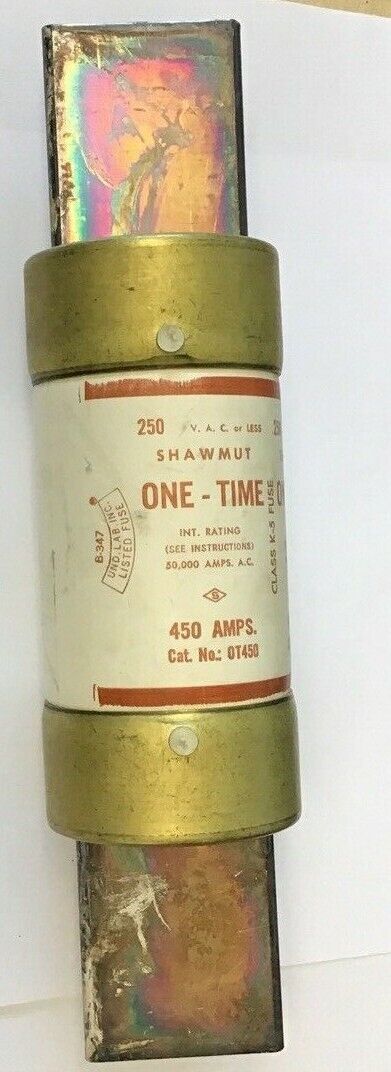 250 V. A. C. or LESS
SHAWMUT
ONE - TIME
INT. RATING
(SEE INSTRUCTIONS)
50,000 AMPS. A.C.
S
450 AMPS.
Cat. No.: OT450
B-347
UND. LAB. INC.
LISTED FUSE
CLASS K-5 FUSE